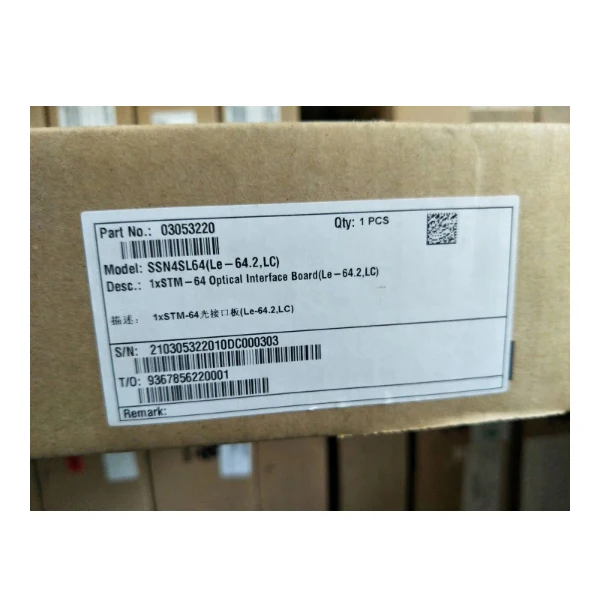 Part No.: 03053220 Qty: 1 PCS
Model: SSN4SL64(Le-64.2,LC)
Desc.: 1xSTM-64 Optical Interface Board(Le-64.2,LC)
描述: 1xSTM-64光接口板(Le-64.2,LC)
S/N: 210305322010DC000303
T/O: 9367856220001
Remark: